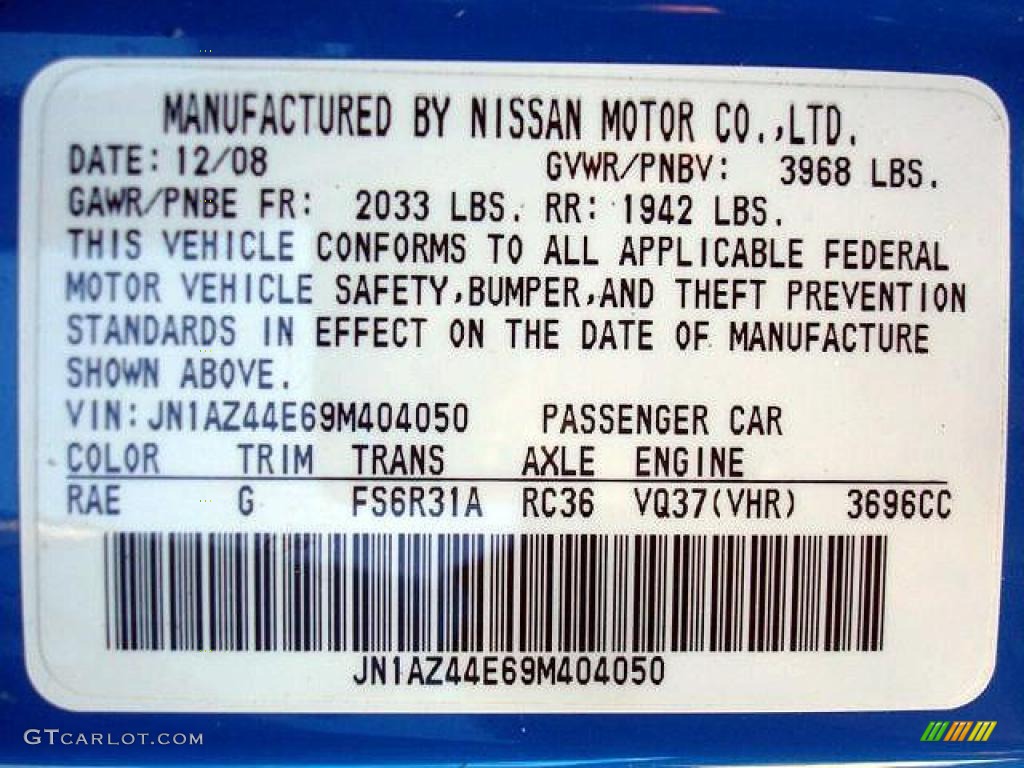 MANUFACTURED BY NISSAN MOTOR CO.,LTD.
DATE: 12/08 GVWR/PNBV: 3968 LBS.
GAWR/PNBE FR: 2033 LBS. RR: 1942 LBS.
THIS VEHICLE CONFORMS TO ALL APPLICABLE FEDERAL
MOTOR VEHICLE SAFETY,BUMPER,AND THEFT PREVENTION
STANDARDS IN EFFECT ON THE DATE OF MANUFACTURE
SHOWN ABOVE.
VIN: JN1AZ44E69M404050 PASSENGER CAR
COLOR TRIM TRANS AXLE ENGINE
RAE G FS6R31A RC36 VQ37(VHR) 3696CC
JN1AZ44E69M404050
GTCARLOT.COM